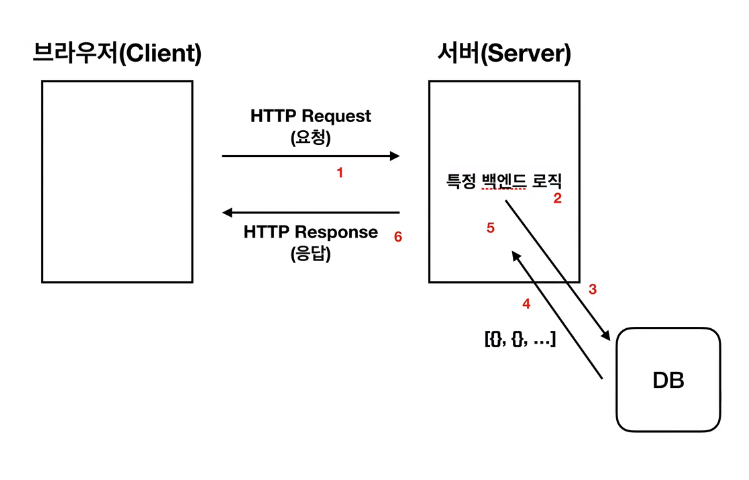 브라우저(Client)
서버(Server)
HTTP Request
(요청)
1
특정 백엔드 로직
2
HTTP Response
(응답)
6
5
3
4
[{}, {}, …]
DB